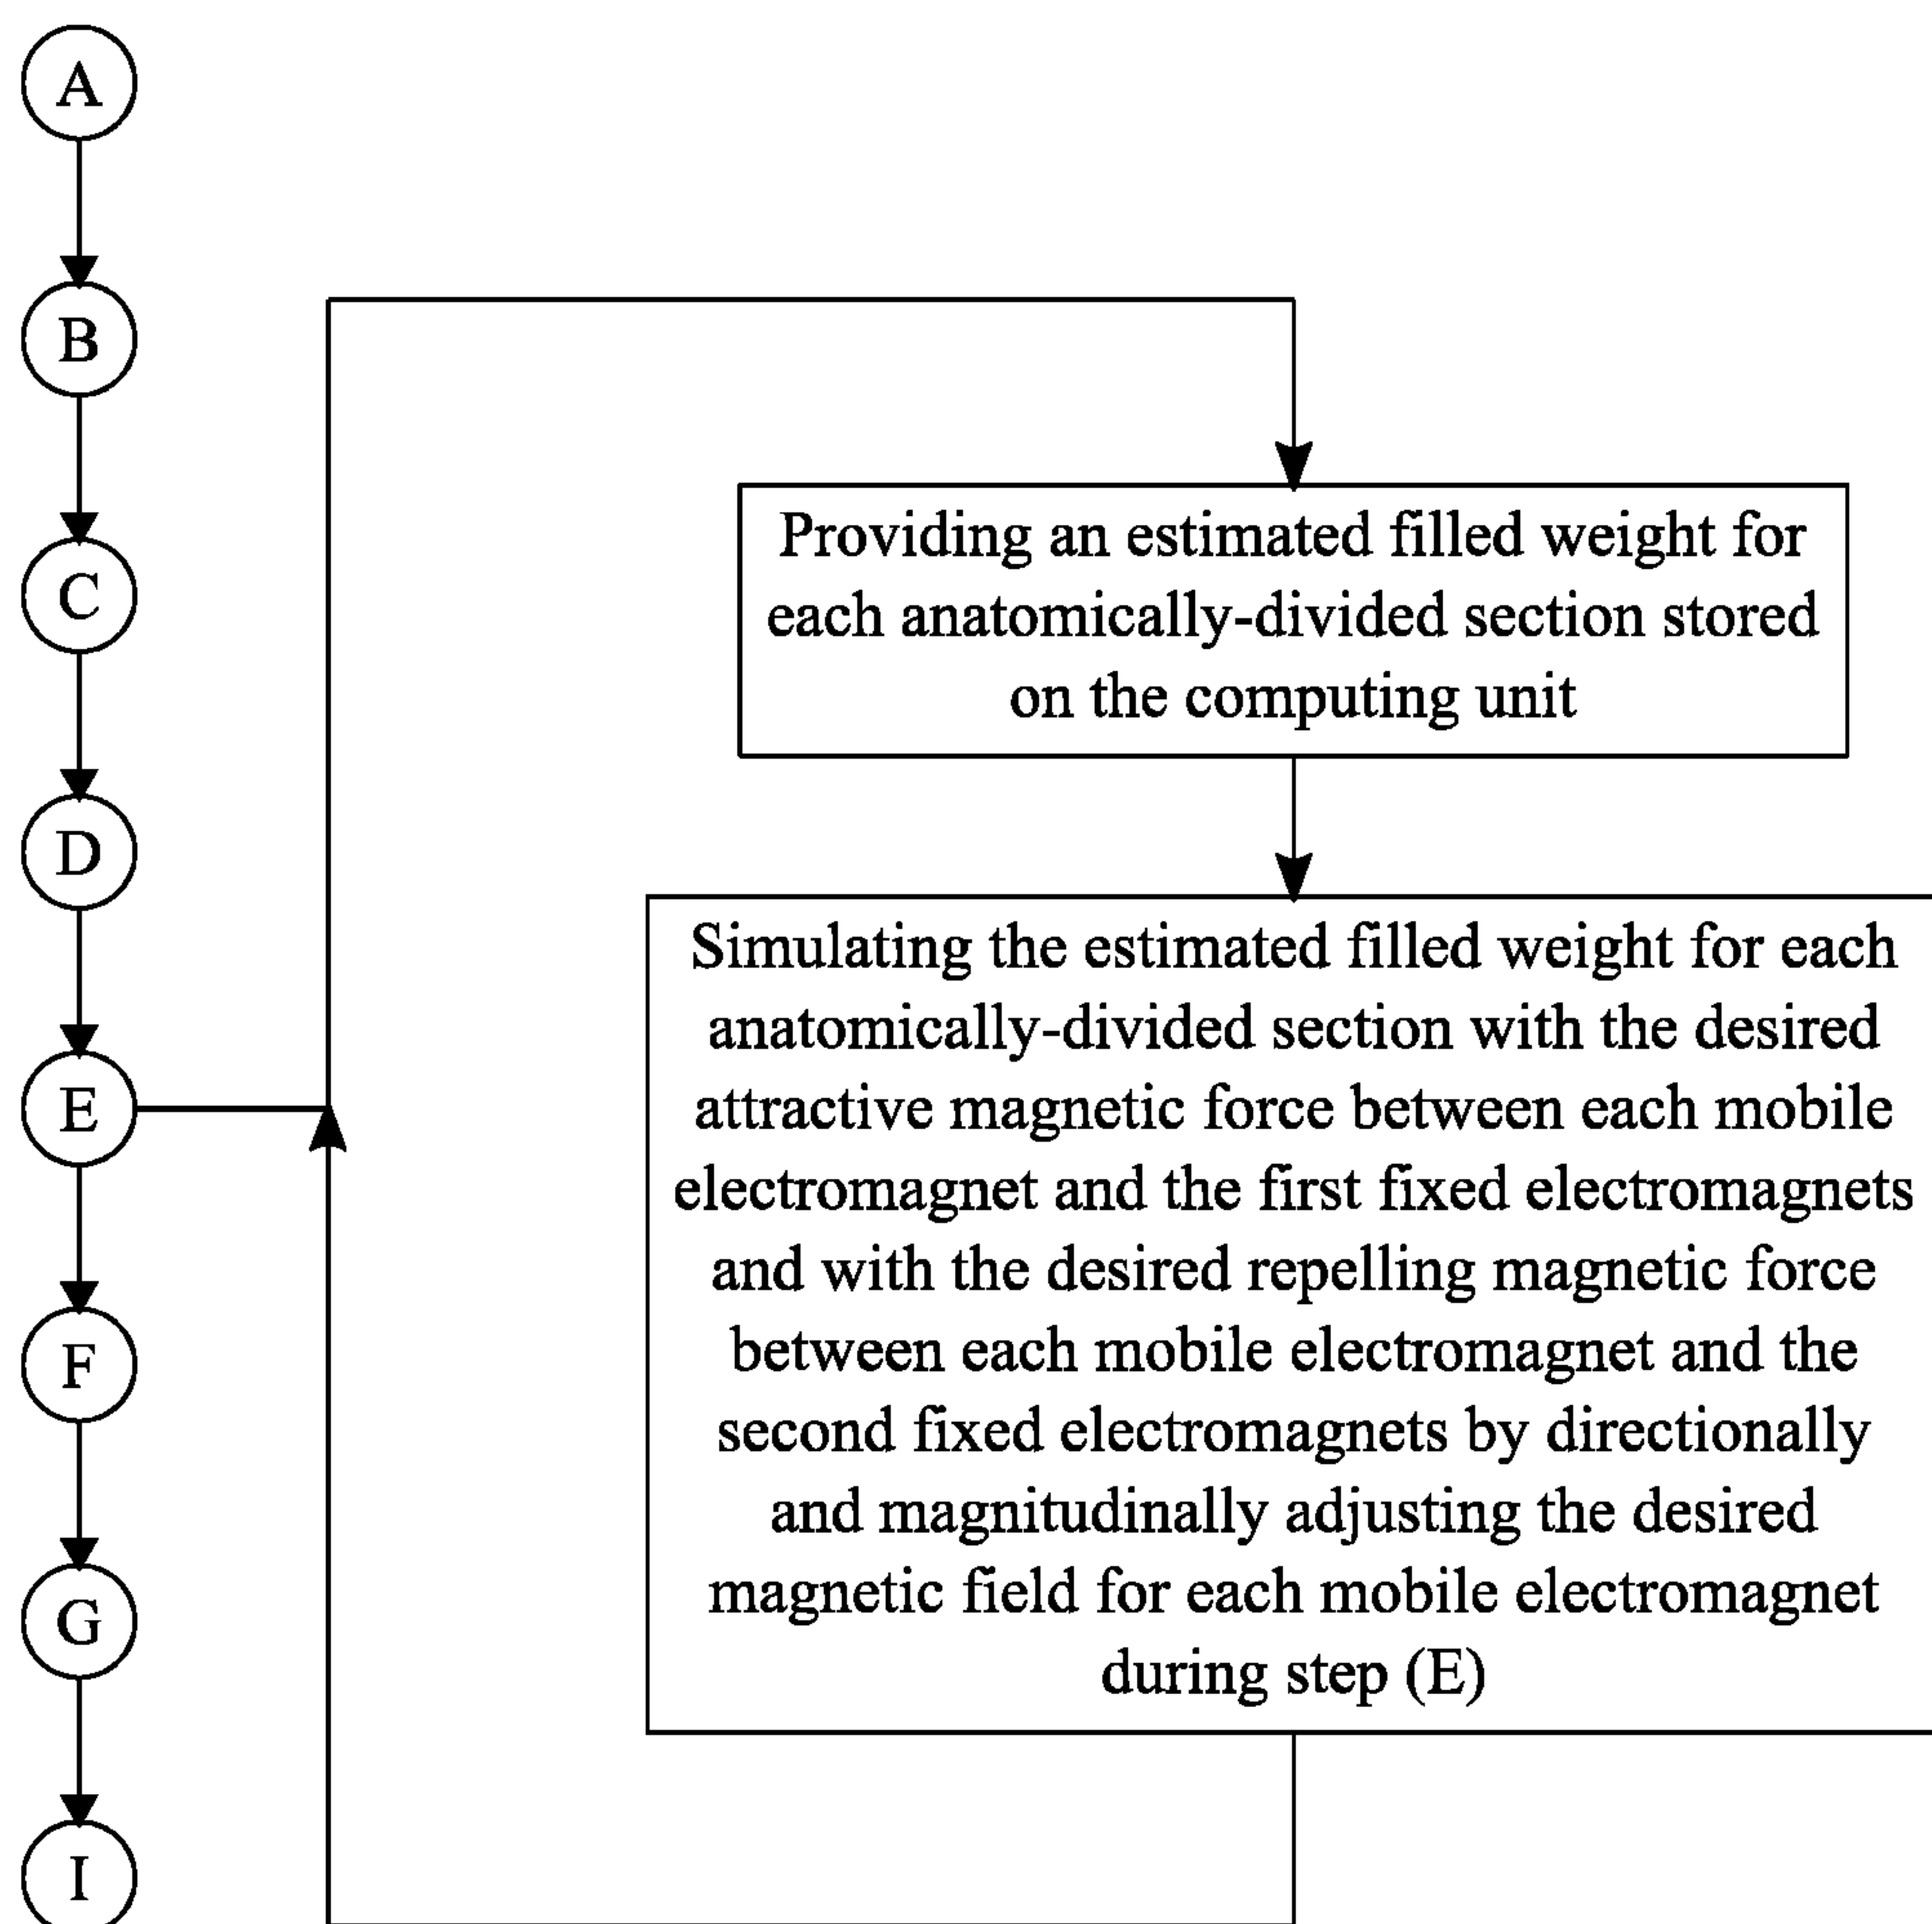 A
B
C
D
E
F
G
I
Providing an estimated filled weight for
each anatomically-divided section stored
on the computing unit
Simulating the estimated filled weight for each
anatomically-divided section with the desired
attractive magnetic force between each mobile
electromagnet and the first fixed electromagnets
and with the desired repelling magnetic force
between each mobile electromagnet and the
second fixed electromagnets by directionally
and magnitudinally adjusting the desired
magnetic field for each mobile electromagnet
during step (E)